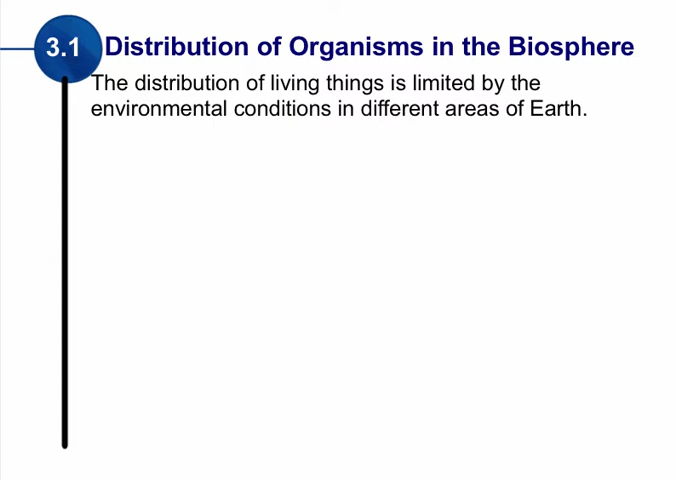 3.1 Distribution of Organisms in the Biosphere
The distribution of living things is limited by the
environmental conditions in different areas of Earth.